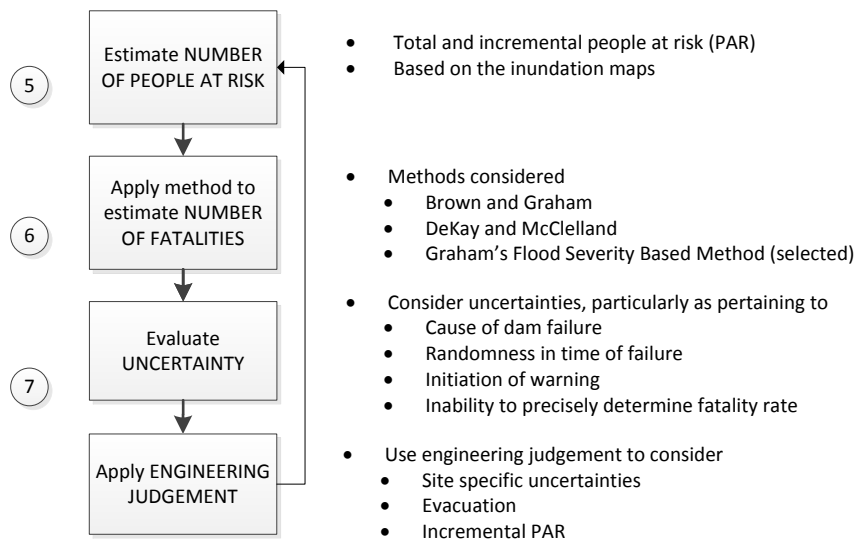 5
Estimate NUMBER
OF PEOPLE AT RISK
• Total and incremental people at risk (PAR)
• Based on the inundation maps
6
Apply method to
estimate NUMBER
OF FATALITIES
• Methods considered
• Brown and Graham
• DeKay and McClelland
• Graham’s Flood Severity Based Method (selected)
7
Evaluate
UNCERTAINTY
• Consider uncertainties, particularly as pertaining to
• Cause of dam failure
• Randomness in time of failure
• Initiation of warning
• Inability to precisely determine fatality rate
Apply ENGINEERING
JUDGEMENT
• Use engineering judgement to consider
• Site specific uncertainties
• Evacuation
• Incremental PAR